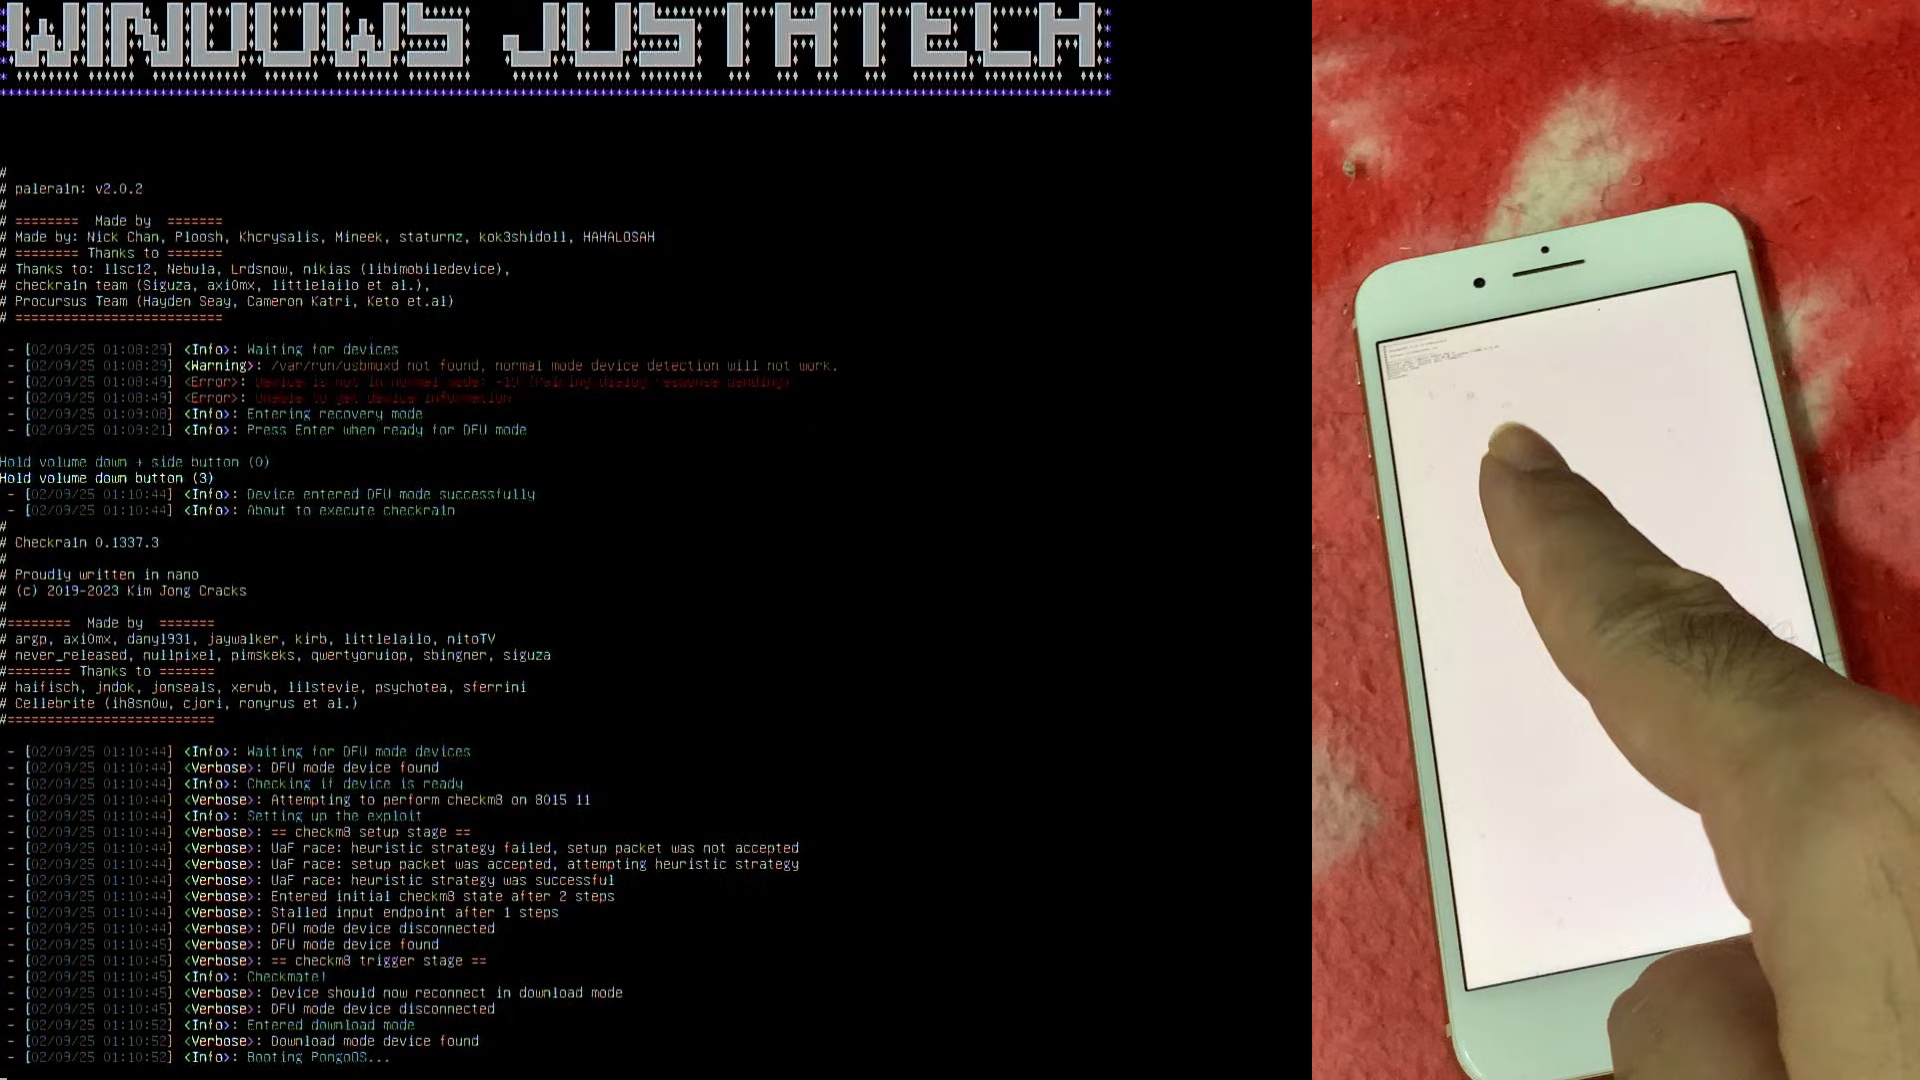 WINDOWS JUSTATECH
#
# palera1n: v2.0.2
#
# ======== Made by =======
# Made by: Nick Chan, Ploosh, Khcrysalis, Mineek, staturnz, kok3shidoll, HAHALOSAH
# ======== Thanks to =======
# Thanks to: llsc12, Nebula, Lrdsnow, nikias (libimobiledevice),
# checkra1n team (Siguza, axi0mx, littlelailo et al.),
# Procursus Team (Hayden Seay, Cameron Katri, Keto et.al)
# ==========================
- [02/09/25 01:08:29] <Info>: Waiting for devices
- [02/09/25 01:08:29] <Warning>: /var/run/usbmuxd not found, normal mode device detection will not work.
- [02/09/25 01:08:49] <Error>: Device is not in normal mode: -19 (Pairing dialog response pending)
- [02/09/25 01:08:49] <Error>: Unable to get device information
- [02/09/25 01:09:08] <Info>: Entering recovery mode
- [02/09/25 01:09:21] <Info>: Press Enter when ready for DFU mode
Hold volume down + side button (0)
Hold volume down button (3)
- [02/09/25 01:10:44] <Info>: Device entered DFU mode successfully
- [02/09/25 01:10:44] <Info>: About to execute checkra1n
#
# Checkra1n 0.1337.3
#
# Proudly written in nano
# (c) 2019-2023 Kim Jong Cracks
#
#======== Made by =======
# argp, axi0mx, danyl931, jaywalker, kirb, littlelailo, nitoTV
# never_released, nullpixel, pimskeks, qwertyoruiop, sbingner, siguza
#======== Thanks to =======
# haifisch, jndok, jonseals, xerub, lilstevie, psychotea, sferrini
# Cellebrite (ih8sn0w, cjori, ronyrus et al.)
#==========================
- [02/09/25 01:10:44] <Info>: Waiting for DFU mode devices
- [02/09/25 01:10:44] <Verbose>: DFU mode device found
- [02/09/25 01:10:44] <Info>: Checking if device is ready
- [02/09/25 01:10:44] <Verbose>: Attempting to perform checkm8 on 8015 11
- [02/09/25 01:10:44] <Info>: Setting up the exploit
- [02/09/25 01:10:44] <Verbose>: == checkm8 setup stage ==
- [02/09/25 01:10:44] <Verbose>: UaF race: heuristic strategy failed, setup packet was not accepted
- [02/09/25 01:10:44] <Verbose>: UaF race: setup packet was accepted, attempting heuristic strategy
- [02/09/25 01:10:44] <Verbose>: UaF race: heuristic strategy was successful
- [02/09/25 01:10:44] <Verbose>: Entered initial checkm8 state after 2 steps
- [02/09/25 01:10:44] <Verbose>: Stalled input endpoint after 1 steps
- [02/09/25 01:10:44] <Verbose>: DFU mode device disconnected
- [02/09/25 01:10:45] <Verbose>: DFU mode device found
- [02/09/25 01:10:45] <Verbose>: == checkm8 trigger stage ==
- [02/09/25 01:10:45] <Info>: Checkmate!
- [02/09/25 01:10:45] <Verbose>: Device should now reconnect in download mode
- [02/09/25 01:10:45] <Verbose>: DFU mode device disconnected
- [02/09/25 01:10:52] <Info>: Entered download mode
- [02/09/25 01:10:52] <Verbose>: Download mode device found
- [02/09/25 01:10:52] <Info>: Booting PongoOS...